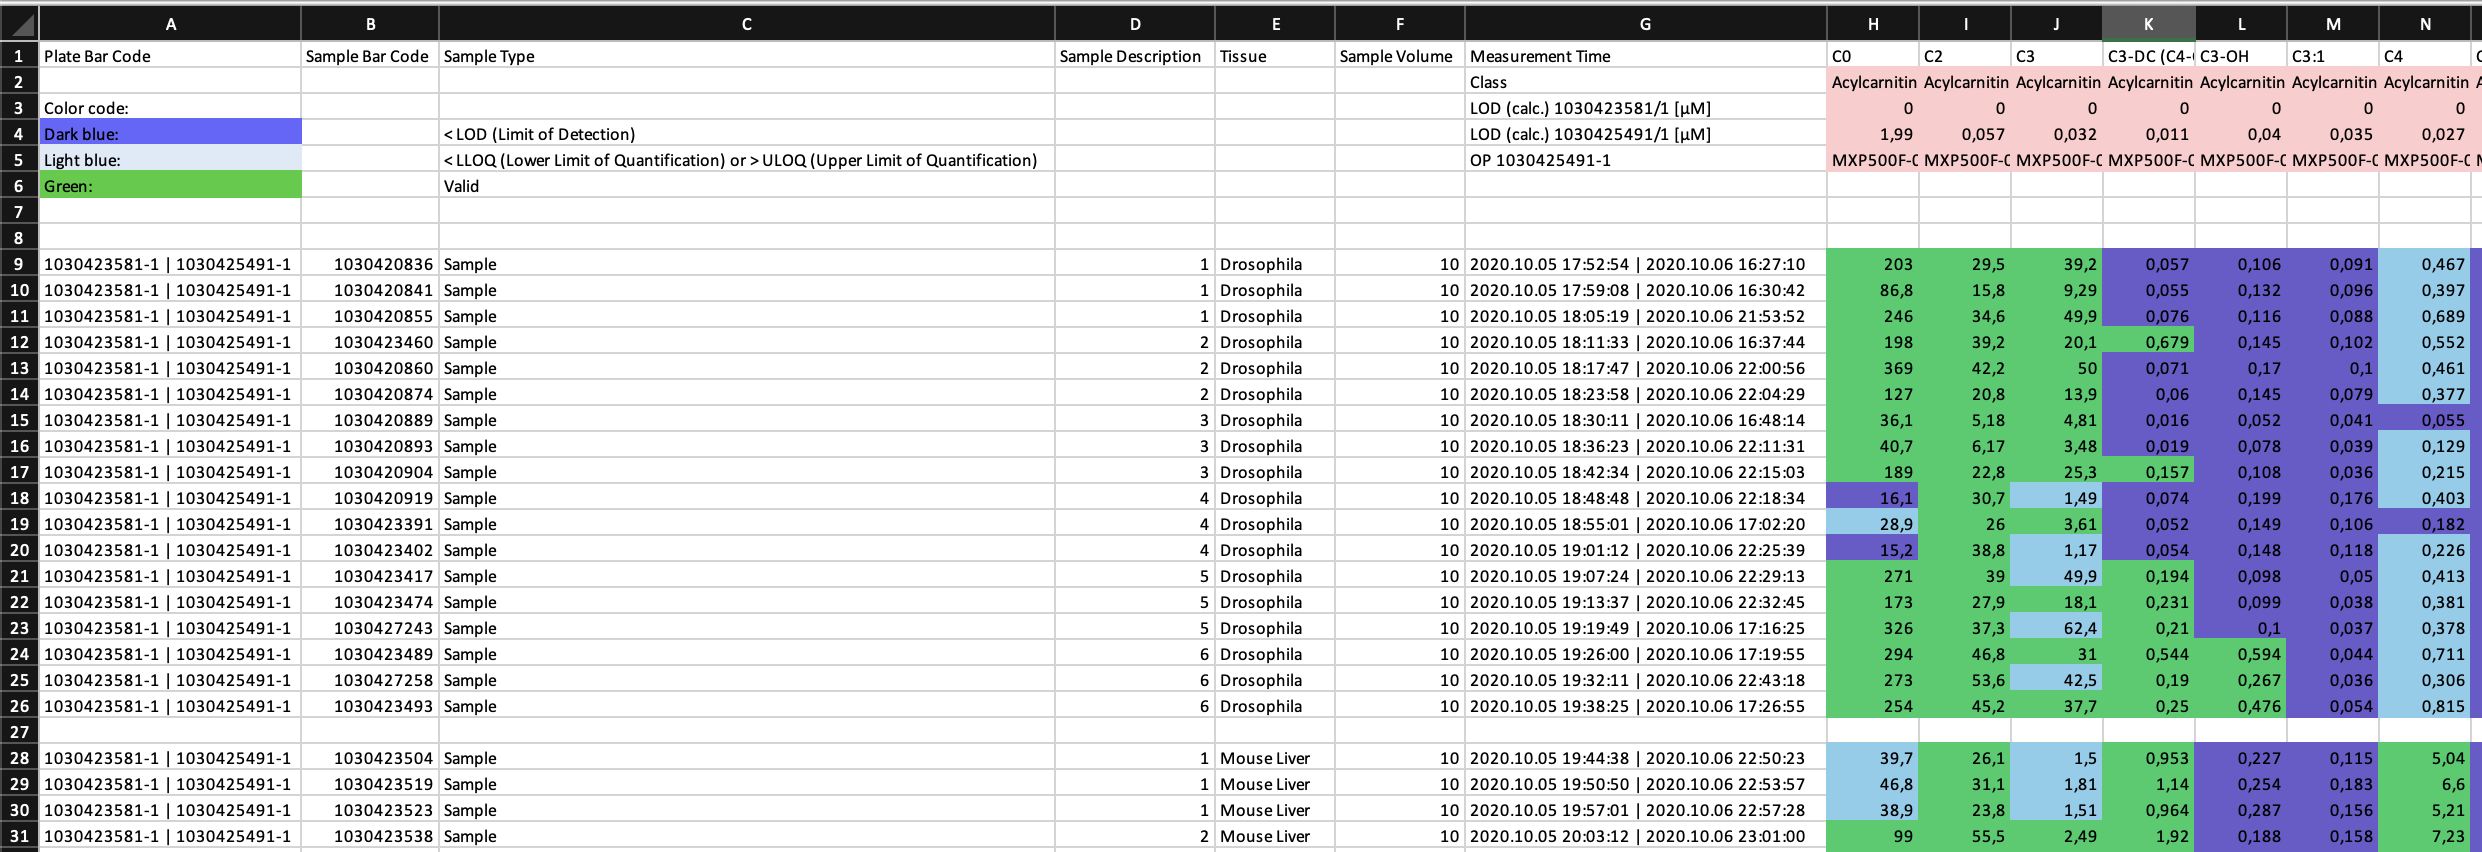 A B C D E F G H I J K L M N
1 Plate Bar Code Sample Bar Code Sample Type Sample Description Tissue Sample Volume Measurement Time C0 C2 C3 C3-DC (C4- C3-OH C3:1 C4
2 Class Acylcarnitin Acylcarnitin Acylcarnitin Acylcarnitin Acylcarnitin Acylcarnitin Acylcarnitin
3 Color code: LOD (calc.) 1030423581/1 [µM] 0 0 0 0 0 0 0
4 Dark blue: < LOD (Limit of Detection) LOD (calc.) 1030425491/1 [µM] 1,99 0,057 0,032 0,011 0,04 0,035 0,027
5 Light blue: < LLOQ (Lower Limit of Quantification) or > ULOQ (Upper Limit of Quantification) OP 1030425491-1 MXP500F-0 MXP500F-0 MXP500F-0 MXP500F-0 MXP500F-0 MXP500F-0 MXP500F-0
6 Green: Valid
7
8
9 1030423581-1 | 1030425491-1 1030420836 Sample 1 Drosophila 10 2020.10.05 17:52:54 | 2020.10.06 16:27:10 203 29,5 39,2 0,057 0,106 0,091 0,467
10 1030423581-1 | 1030425491-1 1030420841 Sample 1 Drosophila 10 2020.10.05 17:59:08 | 2020.10.06 16:30:42 86,8 15,8 9,29 0,055 0,132 0,096 0,397
11 1030423581-1 | 1030425491-1 1030420855 Sample 1 Drosophila 10 2020.10.05 18:05:19 | 2020.10.06 21:53:52 246 34,6 49,9 0,076 0,116 0,088 0,689
12 1030423581-1 | 1030425491-1 1030423460 Sample 2 Drosophila 10 2020.10.05 18:11:33 | 2020.10.06 16:37:44 198 39,2 20,1 0,679 0,145 0,102 0,552
13 1030423581-1 | 1030425491-1 1030420860 Sample 2 Drosophila 10 2020.10.05 18:17:47 | 2020.10.06 22:00:56 369 42,2 50 0,071 0,17 0,1 0,461
14 1030423581-1 | 1030425491-1 1030420874 Sample 2 Drosophila 10 2020.10.05 18:23:58 | 2020.10.06 22:04:29 127 20,8 13,9 0,06 0,145 0,079 0,377
15 1030423581-1 | 1030425491-1 1030420889 Sample 3 Drosophila 10 2020.10.05 18:30:11 | 2020.10.06 16:48:14 36,1 5,18 4,81 0,016 0,052 0,041 0,055
16 1030423581-1 | 1030425491-1 1030420893 Sample 3 Drosophila 10 2020.10.05 18:36:23 | 2020.10.06 22:11:31 40,7 6,17 3,48 0,019 0,078 0,039 0,129
17 1030423581-1 | 1030425491-1 1030420904 Sample 3 Drosophila 10 2020.10.05 18:42:34 | 2020.10.06 22:15:03 189 22,8 25,3 0,157 0,108 0,036 0,215
18 1030423581-1 | 1030425491-1 1030420919 Sample 4 Drosophila 10 2020.10.05 18:48:48 | 2020.10.06 22:18:34 16,1 30,7 1,49 0,074 0,199 0,176 0,403
19 1030423581-1 | 1030425491-1 1030423391 Sample 4 Drosophila 10 2020.10.05 18:55:01 | 2020.10.06 17:02:20 28,9 26 3,61 0,052 0,149 0,106 0,182
20 1030423581-1 | 1030425491-1 1030423402 Sample 4 Drosophila 10 2020.10.05 19:01:12 | 2020.10.06 22:25:39 15,2 38,8 1,17 0,054 0,148 0,118 0,226
21 1030423581-1 | 1030425491-1 1030423417 Sample 5 Drosophila 10 2020.10.05 19:07:24 | 2020.10.06 22:29:13 271 39 49,9 0,194 0,098 0,05 0,413
22 1030423581-1 | 1030425491-1 1030423474 Sample 5 Drosophila 10 2020.10.05 19:13:37 | 2020.10.06 22:32:45 173 27,9 18,1 0,231 0,099 0,038 0,381
23 1030423581-1 | 1030425491-1 1030427243 Sample 5 Drosophila 10 2020.10.05 19:19:49 | 2020.10.06 17:16:25 326 37,3 62,4 0,21 0,1 0,037 0,378
24 1030423581-1 | 1030425491-1 1030423489 Sample 6 Drosophila 10 2020.10.05 19:26:00 | 2020.10.06 17:19:55 294 46,8 31 0,544 0,594 0,044 0,711
25 1030423581-1 | 1030425491-1 1030427258 Sample 6 Drosophila 10 2020.10.05 19:32:11 | 2020.10.06 22:43:18 273 53,6 42,5 0,19 0,267 0,036 0,306
26 1030423581-1 | 1030425491-1 1030423493 Sample 6 Drosophila 10 2020.10.05 19:38:25 | 2020.10.06 17:26:55 254 45,2 37,7 0,25 0,476 0,054 0,815
27
28 1030423581-1 | 1030425491-1 1030423504 Sample 1 Mouse Liver 10 2020.10.05 19:44:38 | 2020.10.06 22:50:23 39,7 26,1 1,5 0,953 0,227 0,115 5,04
29 1030423581-1 | 1030425491-1 1030423519 Sample 1 Mouse Liver 10 2020.10.05 19:50:50 | 2020.10.06 22:53:57 46,8 31,1 1,81 1,14 0,254 0,183 6,6
30 1030423581-1 | 1030425491-1 1030423523 Sample 1 Mouse Liver 10 2020.10.05 19:57:01 | 2020.10.06 22:57:28 38,9 23,8 1,51 0,964 0,287 0,156 5,21
31 1030423581-1 | 1030425491-1 1030423538 Sample 2 Mouse Liver 10 2020.10.05 20:03:12 | 2020.10.06 23:01:00 99 55,5 2,49 1,92 0,188 0,158 7,23